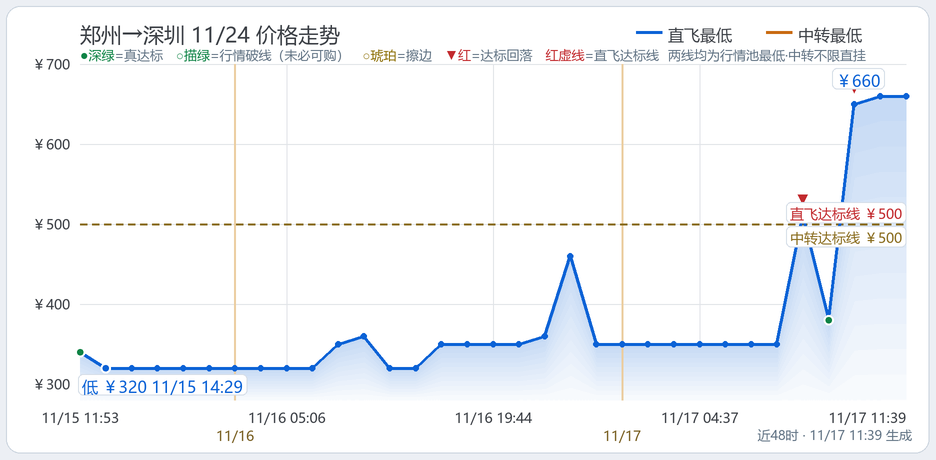 郑州→深圳 11/24 价格走势
直飞最低 中转最低
●深绿=真达标 ○描绿=行情破线（未必可购） ○琥珀=擦边 ▼红=达标回落 红虚线=直飞达标线 两线均为行情池最低·中转不限直挂
¥700
¥660
¥600
直飞达标线 ¥500
¥500
中转达标线 ¥500
¥400
¥300
低 ¥320 11/15 14:29
11/15 11:53 11/16 05:06 11/16 19:44 11/17 04:37 11/17 11:39
11/16 11/17
近48时 · 11/17 11:39 生成